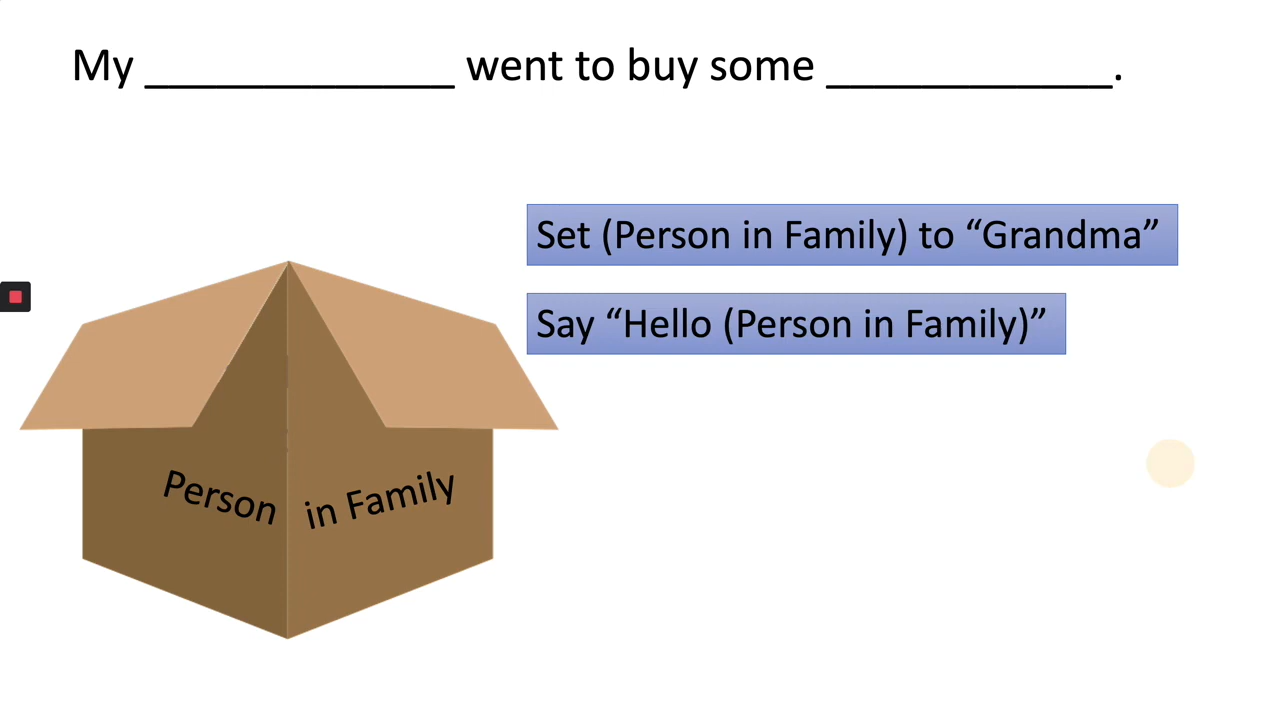 My _____________ went to buy some ____________.
Set (Person in Family) to “Grandma”
Say “Hello (Person in Family)”
Person in Family